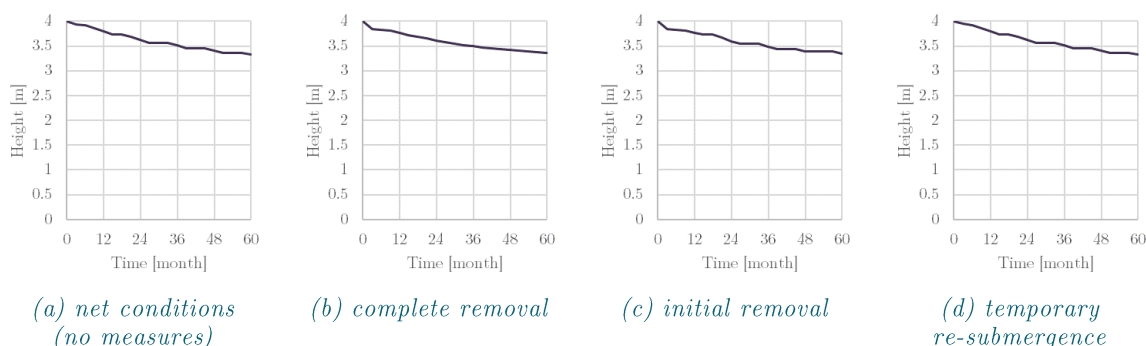 4
3.5
3
2.5
2
1.5
1
0.5
0
Height [m]
0 12 24 36 48 60
Time [month]
(a) net conditions
(no measures)
4
3.5
3
2.5
2
1.5
1
0.5
0
Height [m]
0 12 24 36 48 60
Time [month]
(b) complete removal
4
3.5
3
2.5
2
1.5
1
0.5
0
Height [m]
0 12 24 36 48 60
Time [month]
(c) initial removal
4
3.5
3
2.5
2
1.5
1
0.5
0
Height [m]
0 12 24 36 48 60
Time [month]
(d) temporary
re-submergence